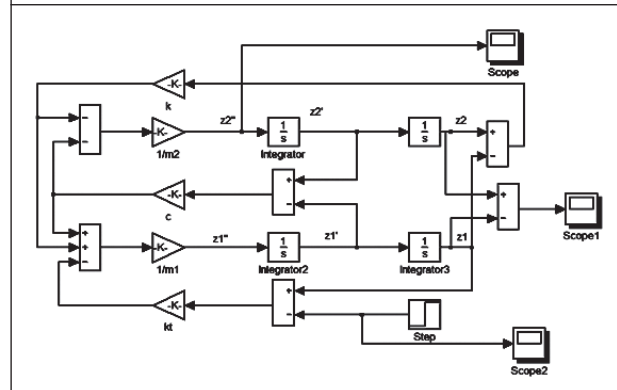 Scope
-K-
k
z2"
z2'
z2
-
-
-K-
1/m2
1
s
Integrator
1
s
+
-
-K-
c
+
-
+
-
Scope1
+
+
-
-K-
1/m1
z1"
z1'
z1
1
s
Integrator2
1
s
Integrator3
-K-
kt
+
-
Step
Scope2